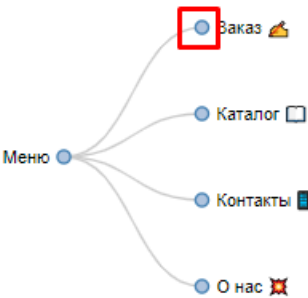 Заказ ✍
Каталог 📖
Меню
Контакты 📱
О нас 💥